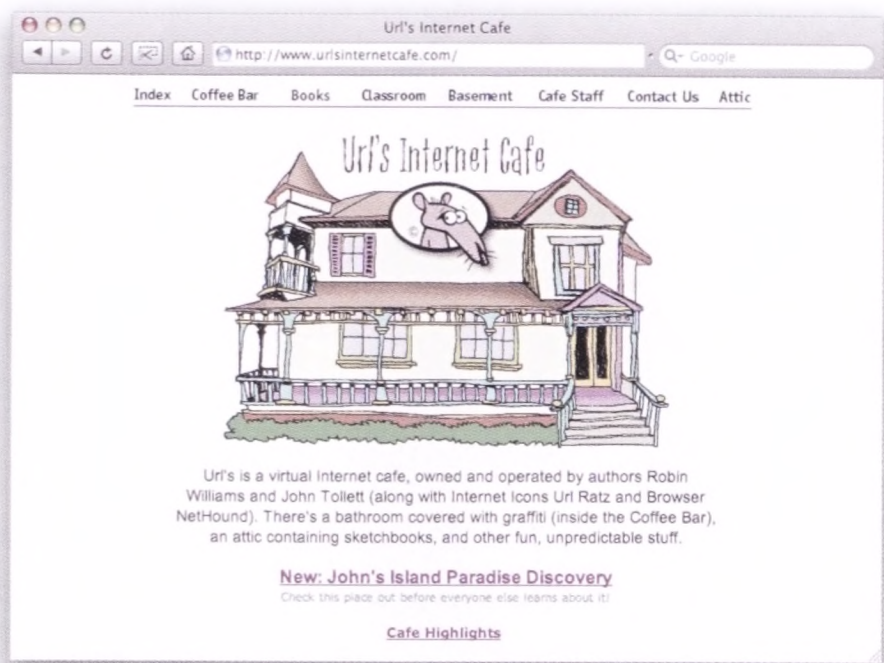 Url's Internet Cafe
http://www.urlsinternetcafe.com/
Google
Index Coffee Bar Books Classroom Basement Cafe Staff Contact Us Attic
Url's Internet Cafe
©
Url's is a virtual Internet cafe, owned and operated by authors Robin
Williams and John Tollett (along with Internet Icons Url Ratz and Browser
NetHound). There's a bathroom covered with graffiti (inside the Coffee Bar),
an attic containing sketchbooks, and other fun, unpredictable stuff.
New: John's Island Paradise Discovery
Check this place out before everyone else learns about it!
Cafe Highlights